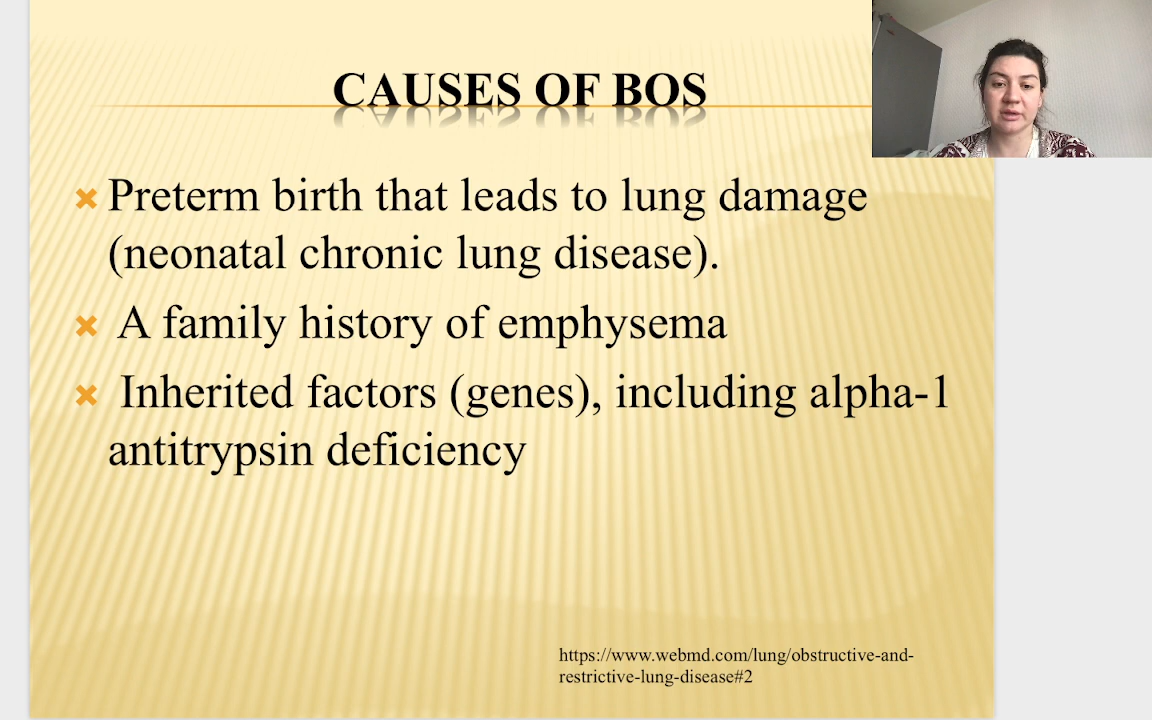 CAUSES OF BOS
Preterm birth that leads to lung damage
(neonatal chronic lung disease).
A family history of emphysema
Inherited factors (genes), including alpha-1
antitrypsin deficiency
https://www.webmd.com/lung/obstructive-and-
restrictive-lung-disease#2